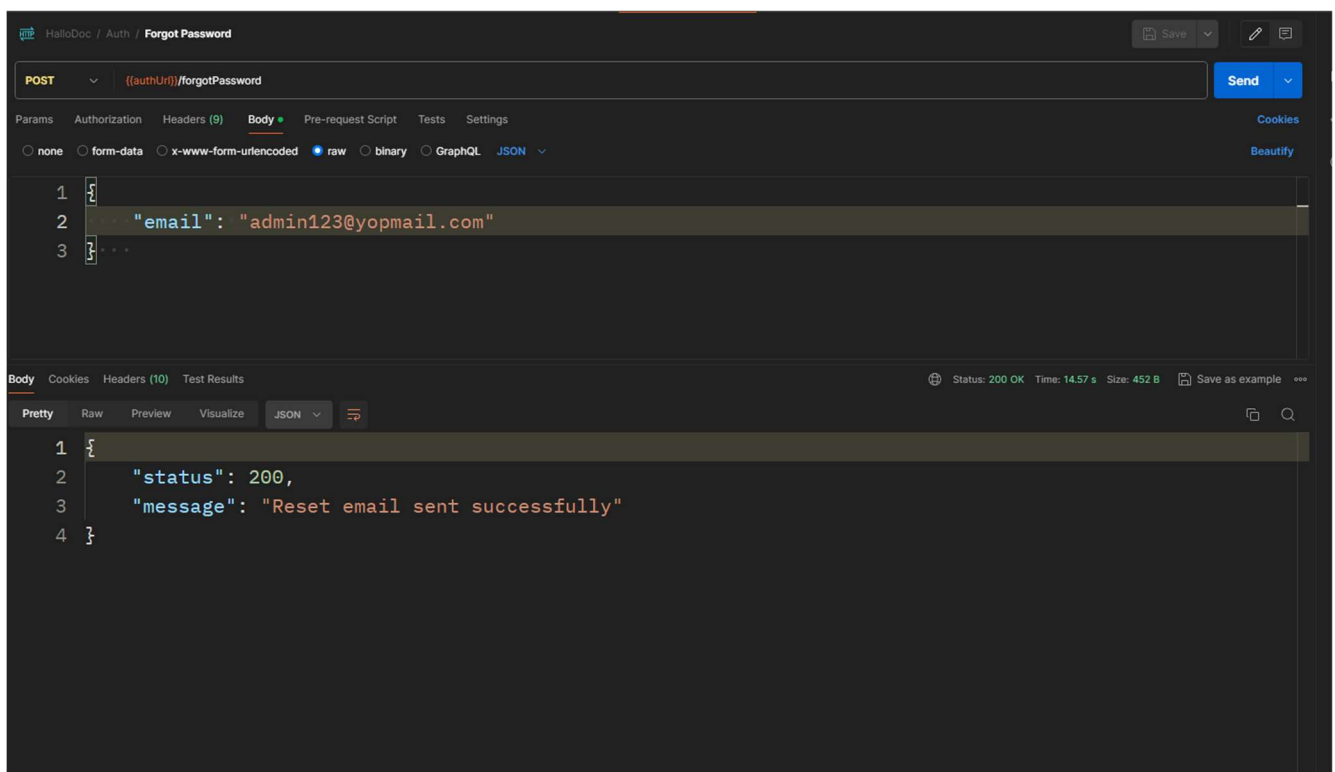 HTTP HalloDoc / Auth / Forgot Password Save
POST {{authUrl}}/forgotPassword Send
Params Authorization Headers (9) Body Pre-request Script Tests Settings Cookies
none form-data x-www-form-urlencoded raw binary GraphQL JSON Beautify
1 {
2 "email": "admin123@yopmail.com"
3 }
Body Cookies Headers (10) Test Results Status: 200 OK Time: 14.57 s Size: 452 B Save as example
Pretty Raw Preview Visualize JSON
1 {
2 "status": 200,
3 "message": "Reset email sent successfully"
4 }